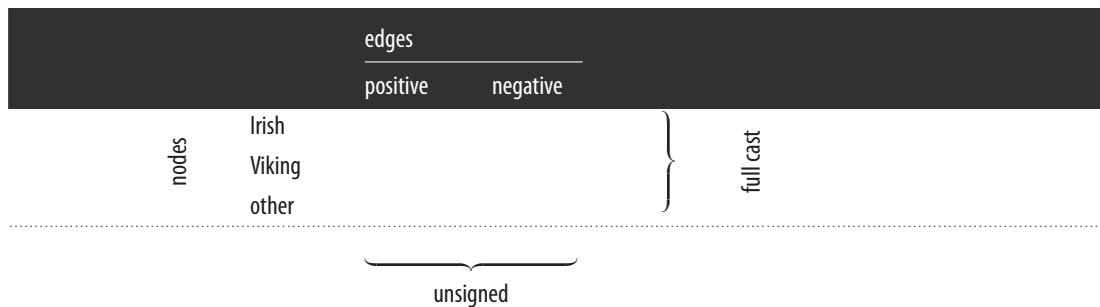 edges
positive negative
nodes
Irish
Viking
other
full cast
unsigned